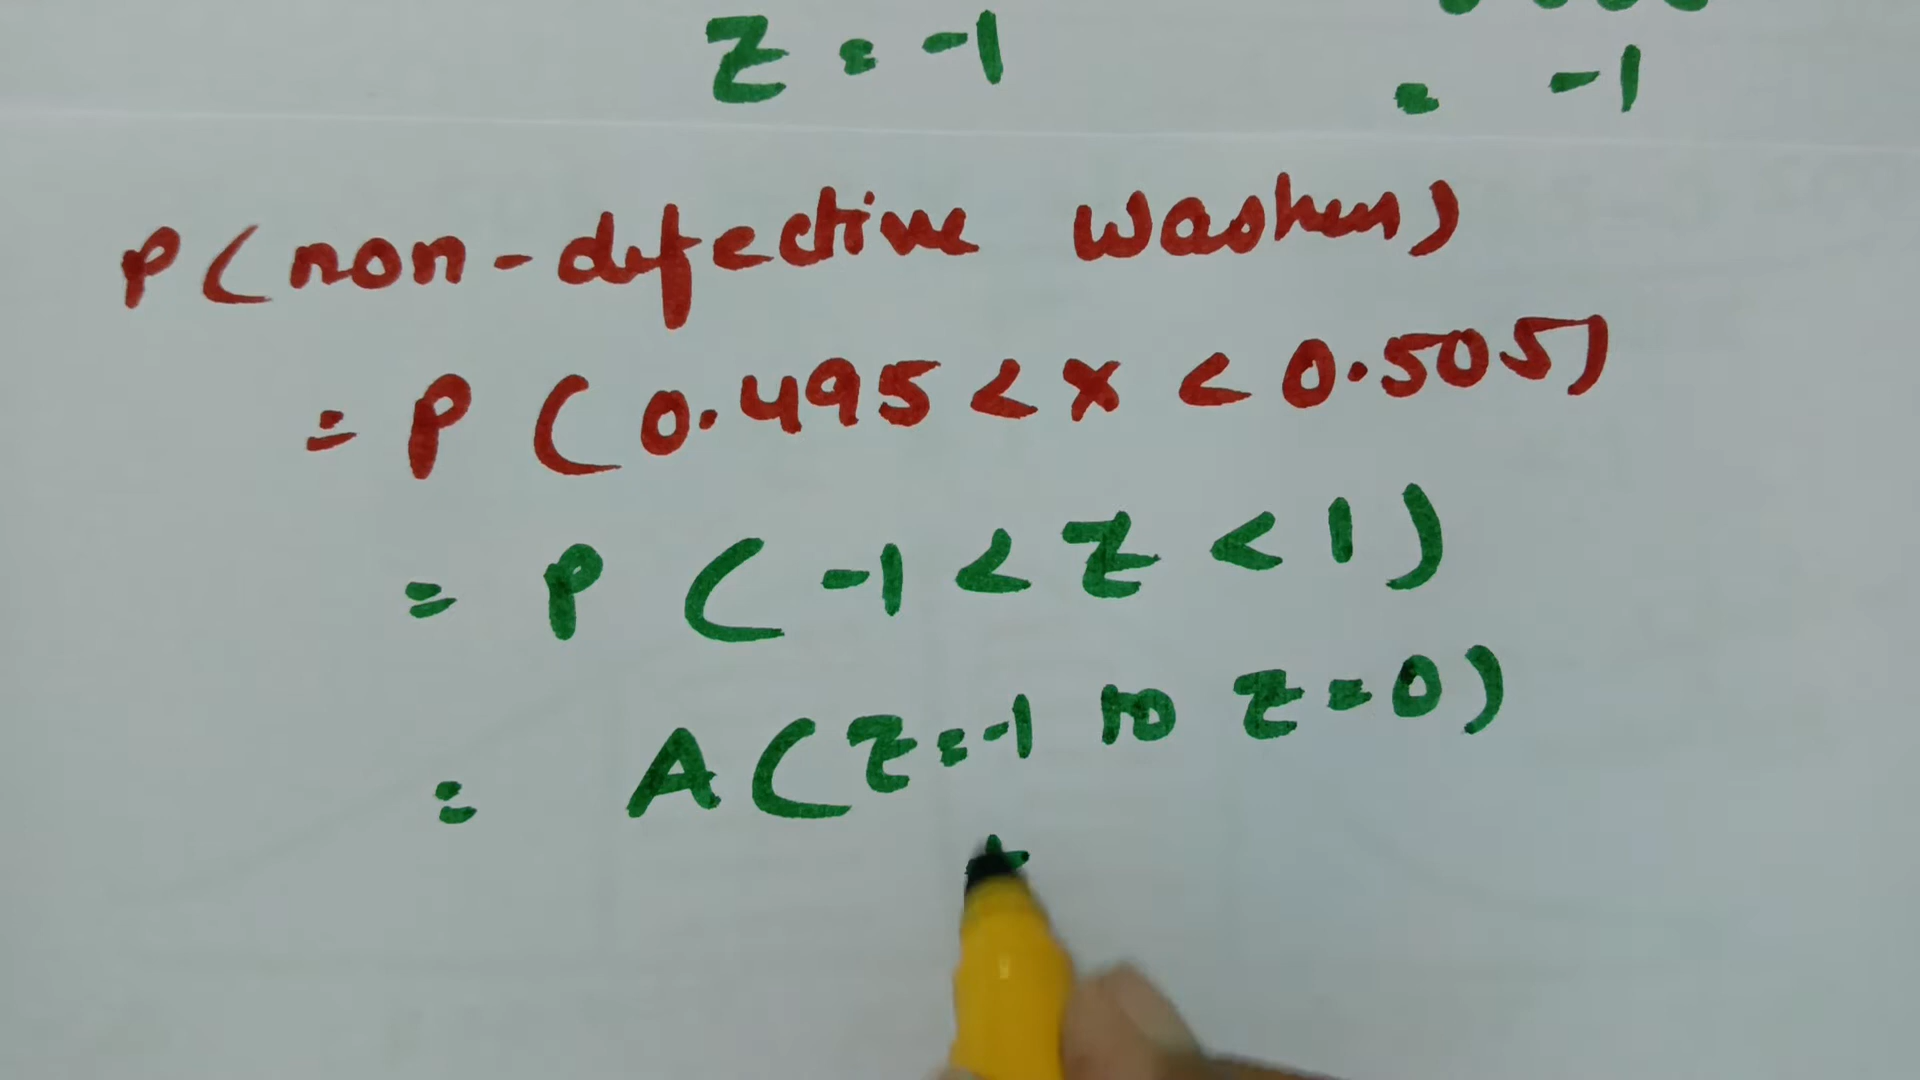 Z = -1
= -1
P(non-defective washers)
= P(0.495 < x < 0.505)
= P(-1 < Z < 1)
= A(Z=-1 to Z=0)
+